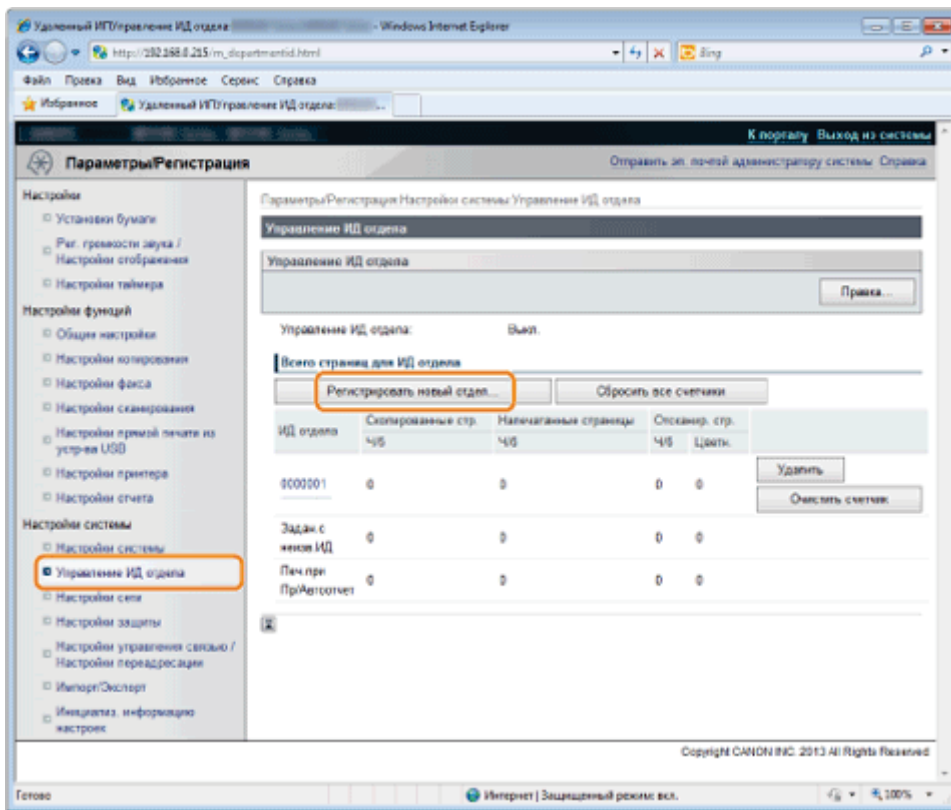 Удаленный ИП/Управление ИД отдела - Windows Internet Explorer
http://192.168.0.215/m_departmentid.html
Bing
Файл Правка Вид Избранное Сервис Справка
Избранное Удаленный ИП/Управление ИД отдела: ...
К порталу Выход из системы
Параметры/Регистрация
Отправить эл. почтой администратору системы Справка
Настройки
Установки бумаги
Рег. громкости звука /
Настройки отображения
Настройки таймера
Настройки функций
Общие настройки
Настройки копирования
Настройки факса
Настройки сканирования
Настройки прямой печати из
устр-ва USB
Настройки принтера
Настройки отчета
Настройки системы
Настройки системы
Управление ИД отдела
Настройки сети
Настройки защиты
Настройки управления связью /
Настройки переадресации
Импорт/Экспорт
Инициализ. информацию
настроек
Параметры/Регистрация:Настройки системы:Управление ИД отдела
Управление ИД отдела
Управление ИД отдела
Правка...
Управление ИД отдела: Выкл.
Всего страниц для ИД отдела
Регистрировать новый отдел... Сбросить все счетчики
ИД отдела Скопированные стр. Напечатанные страницы Отсканир. стр.
Ч/б Ч/б Ч/б Цветн.
0000001 0 0 0 0 Удалить
Очистить счетчик
Задан.с
неизв.ИД 0 0 0 0
Печ.при
Пр/Автоотчет 0 0 0 0
Copyright CANON INC. 2013 All Rights Reserved
Готово Интернет | Защищенный режим: вкл. 100%